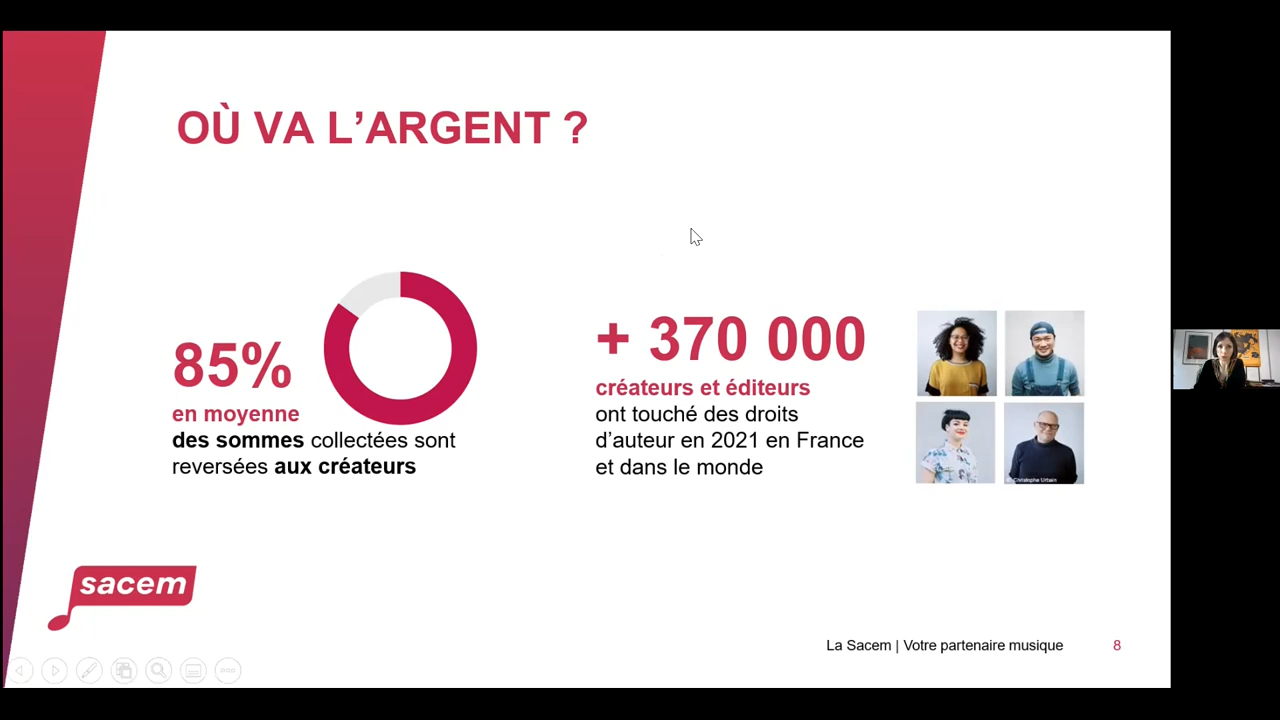 OÙ VA L’ARGENT ?
85%
en moyenne
des sommes collectées sont
reversées aux créateurs
+ 370 000
créateurs et éditeurs
ont touché des droits
d’auteur en 2021 en France
et dans le monde
© Christophe Urbain
sacem
La Sacem | Votre partenaire musique
8